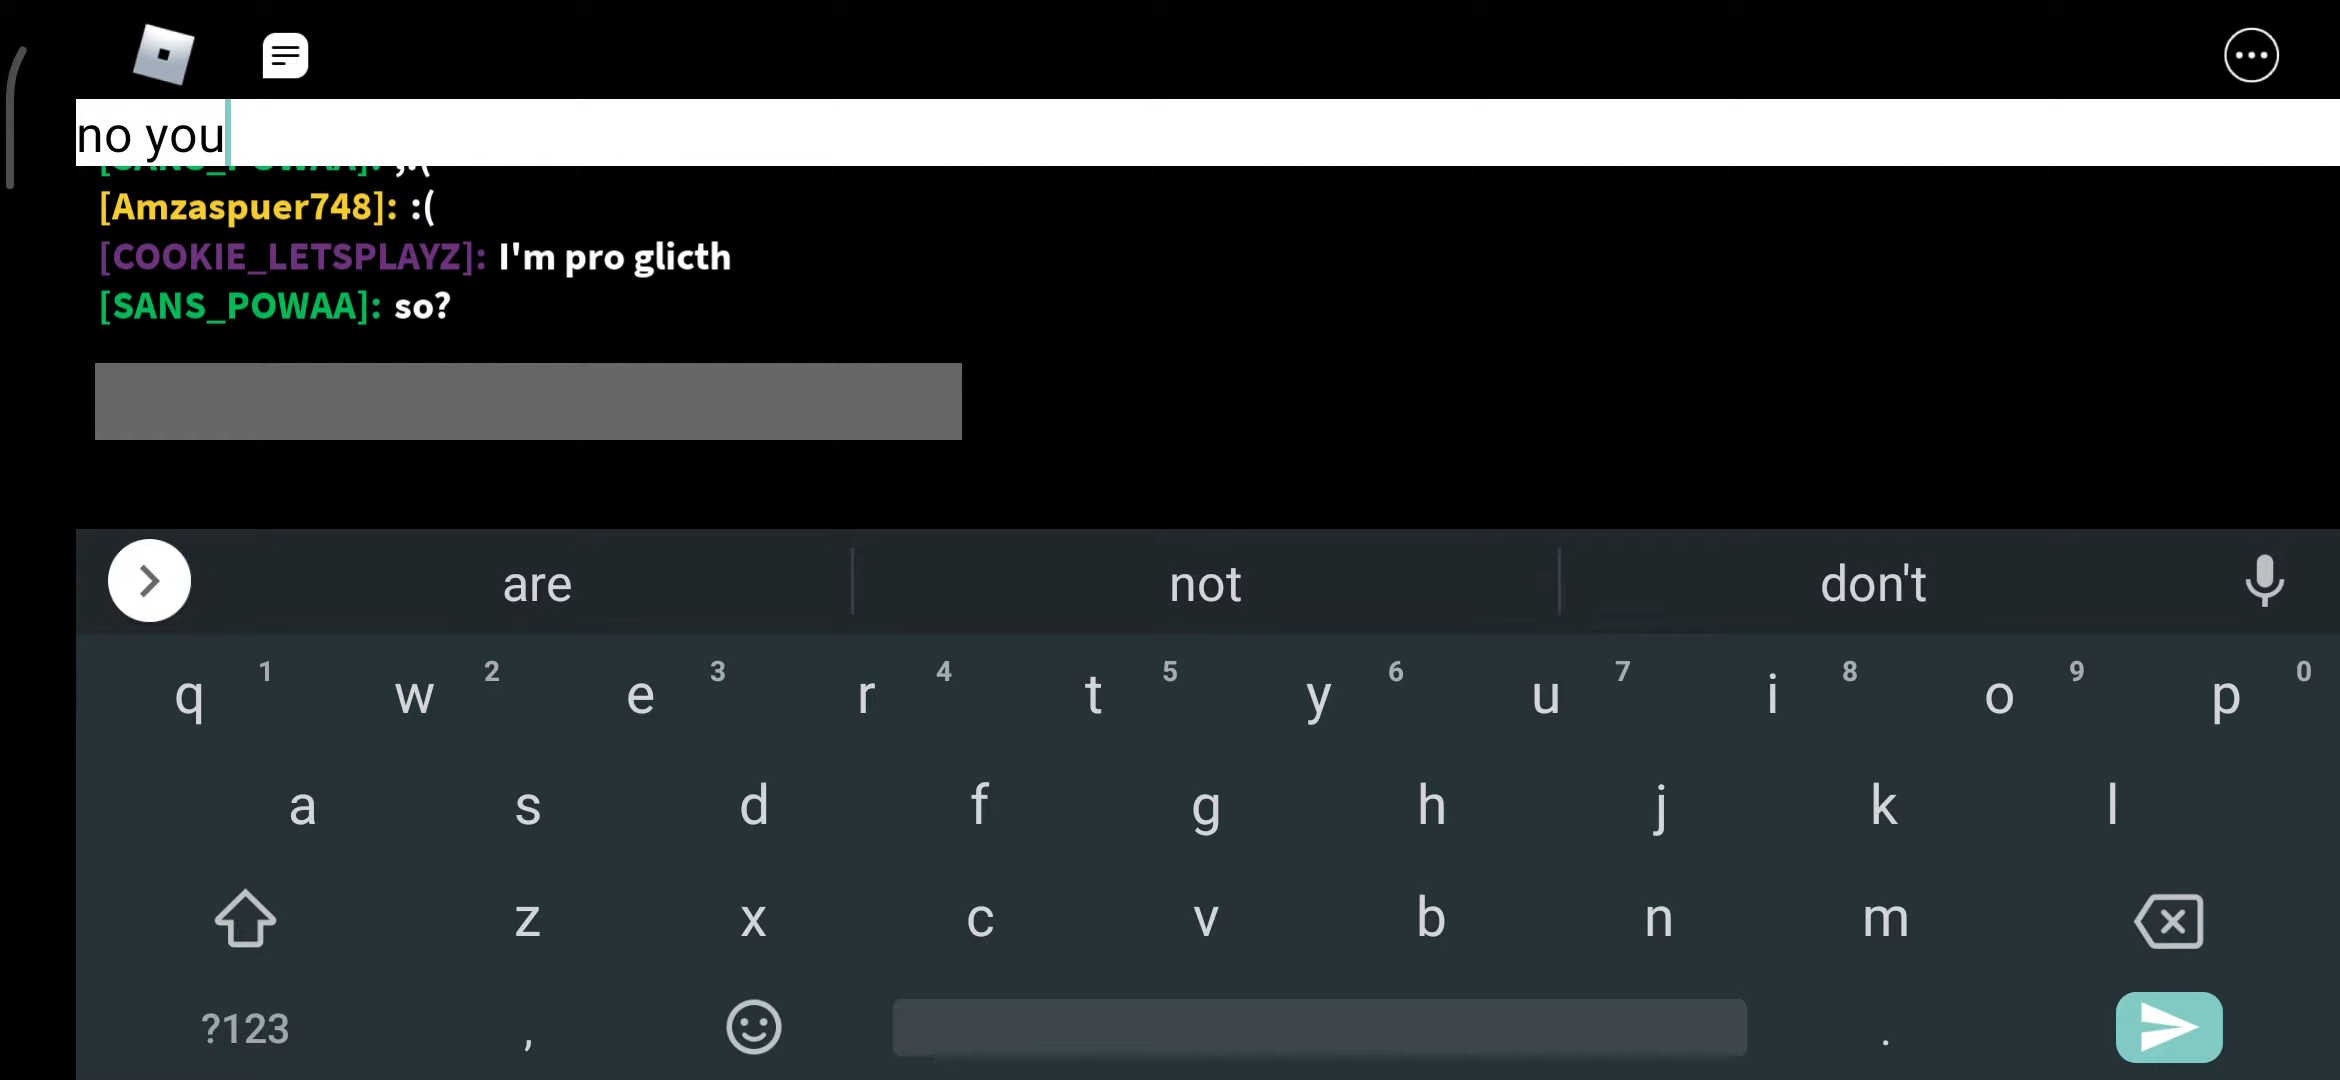 no you
[SANS_POWAA]: ;:(
[Amzaspuer748]: :(
[COOKIE_LETSPLAYZ]: I'm pro glicth
[SANS_POWAA]: so?
are not don't
q 1 w 2 e 3 r 4 t 5 y 6 u 7 i 8 o 9 p 0
a s d f g h j k l
z x c v b n m
?123 , .